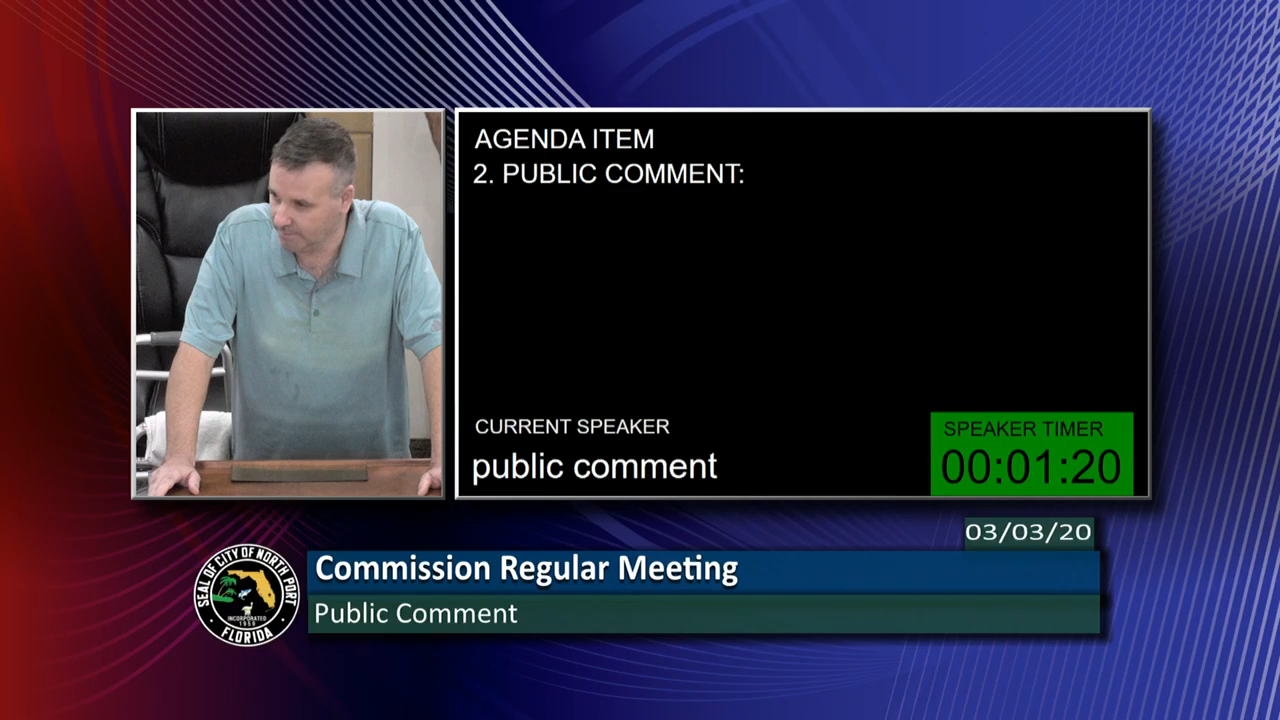 AGENDA ITEM
2. PUBLIC COMMENT:
CURRENT SPEAKER
public comment
SPEAKER TIMER
00:01:20
03/03/20
Commission Regular Meeting
Public Comment
SEAL OF CITY OF NORTH PORT
INCORPORATED
1959
FLORIDA